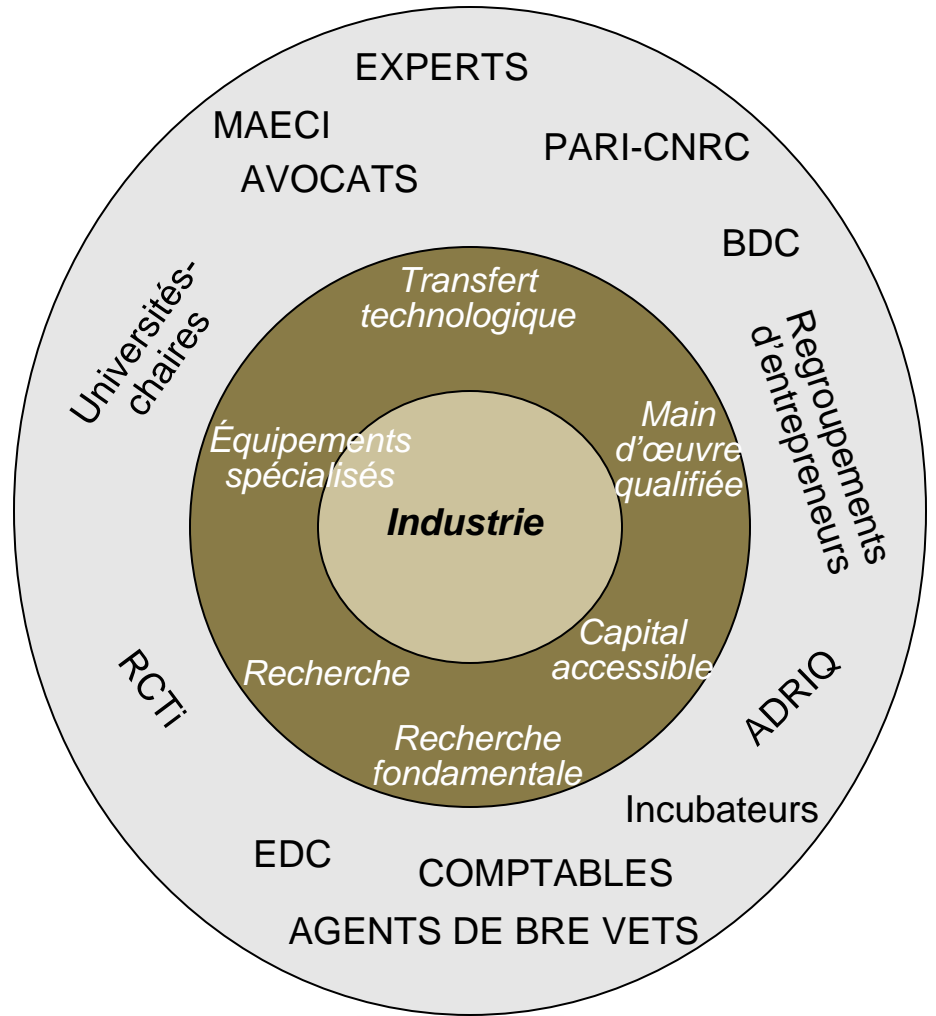 EXPERTS
MAECI
PARI-CNRC
AVOCATS
BDC
Universités-
chaires
Regroupements
d'entrepreneurs
Transfert
technologique
Équipements
spécialisés
Main
d'œuvre
qualifiée
Industrie
Capital
accessible
Recherche
Recherche
fondamentale
RCTi
ADRIQ
Incubateurs
EDC
COMPTABLES
AGENTS DE BRE VETS